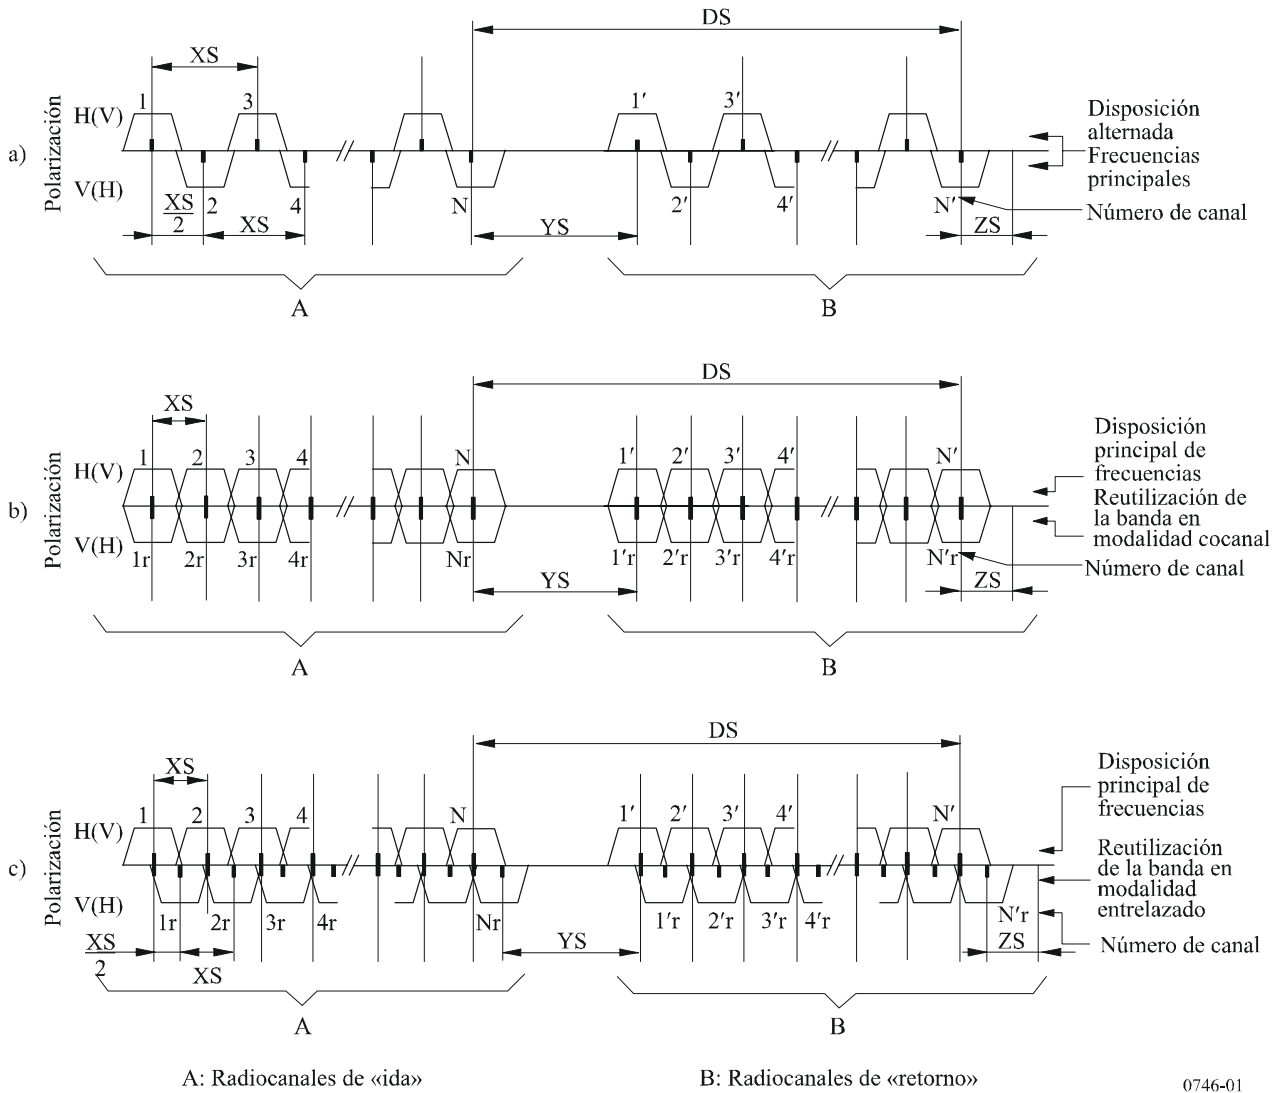 DS
XS
Polarización
a)
H(V)
V(H)
1
3
1′
3′
Disposición
alternada
Frecuencias
principales
XS
2
2
XS
4
N
YS
2′
4′
N′
ZS
Número de canal
A
B
DS
XS
Polarización
b)
H(V)
V(H)
1
2
3
4
N
1′
2′
3′
4′
N′
Disposición
principal de
frecuencias
Reutilización de
la banda en
modalidad cocanal
1r
2r
3r
4r
Nr
1′r
2′r
3′r
4′r
N′r
Número de canal
YS
ZS
A
B
DS
XS
Polarización
c)
H(V)
V(H)
1
2
3
4
N
1′
2′
3′
4′
N′
Disposición
principal de
frecuencias
Reutilización
de la banda en
modalidad
entrelazado
1r
2r
3r
4r
Nr
1′r
2′r
3′r
4′r
N′r
Número de canal
XS
2
XS
YS
ZS
A
B
A: Radiocanales de «ida»
B: Radiocanales de «retorno»
0746-01